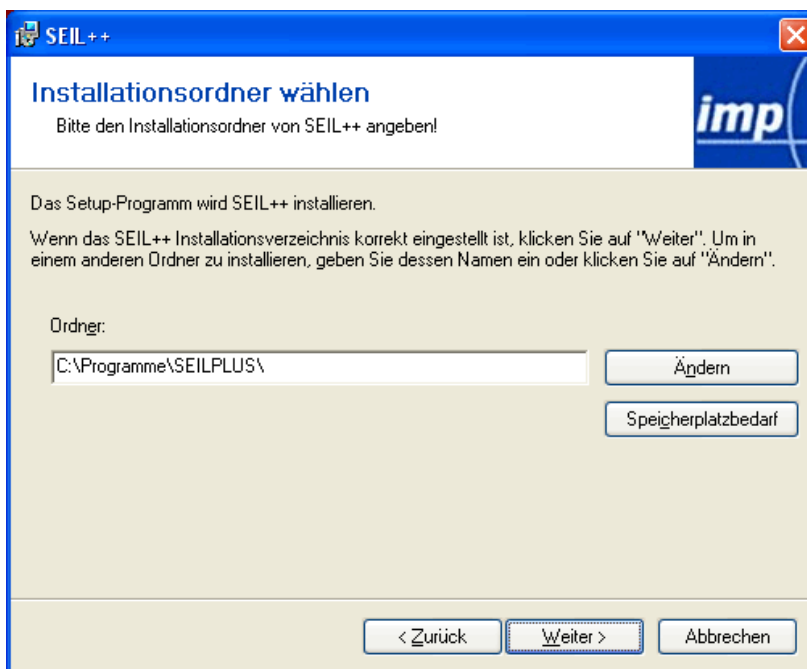 SEIL++
Installationsordner wählen
Bitte den Installationsordner von SEIL++ angeben!
imp
Das Setup-Programm wird SEIL++ installieren.
Wenn das SEIL++ Installationsverzeichnis korrekt eingestellt ist, klicken Sie auf "Weiter". Um in
einem anderen Ordner zu installieren, geben Sie dessen Namen ein oder klicken Sie auf "Ändern".
Ordner:
C:\Programme\SEILPLUS\
Ändern
Speicherplatzbedarf
< Zurück
Weiter >
Abbrechen